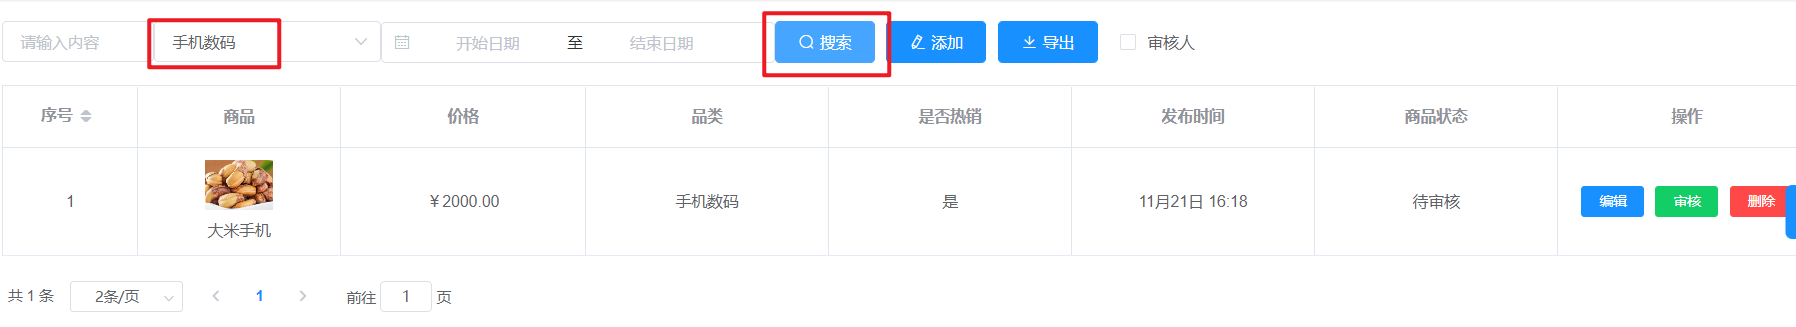 请输入内容 手机数码 开始日期 至 结束日期 搜索 添加 导出 审核人
序号 商品 价格 品类 是否热销 发布时间 商品状态 操作
1 大米手机 ￥2000.00 手机数码 是 11月21日 16:18 待审核 编辑 审核 删除
共 1 条 2条/页 1 前往 1 页